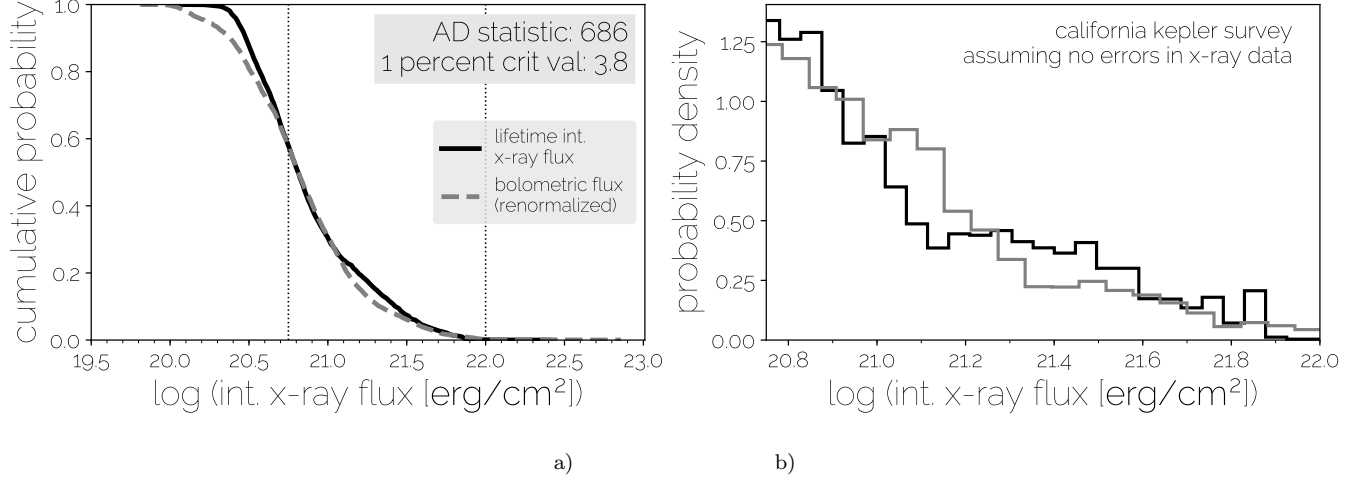 cumulative probability
1.0
0.8
0.6
0.4
0.2
0.0
AD statistic: 686
1 percent crit val: 3.8
lifetime int.
x-ray flux
bolometric flux
(renormalized)
19.5 20.0 20.5 21.0 21.5 22.0 22.5 23.0
log (int. x-ray flux [erg/cm²])
a)
probability density
1.25
1.00
0.75
0.50
0.25
0.00
california kepler survey
assuming no errors in x-ray data
20.8 21.0 21.2 21.4 21.6 21.8 22.0
log (int. x-ray flux [erg/cm²])
b)